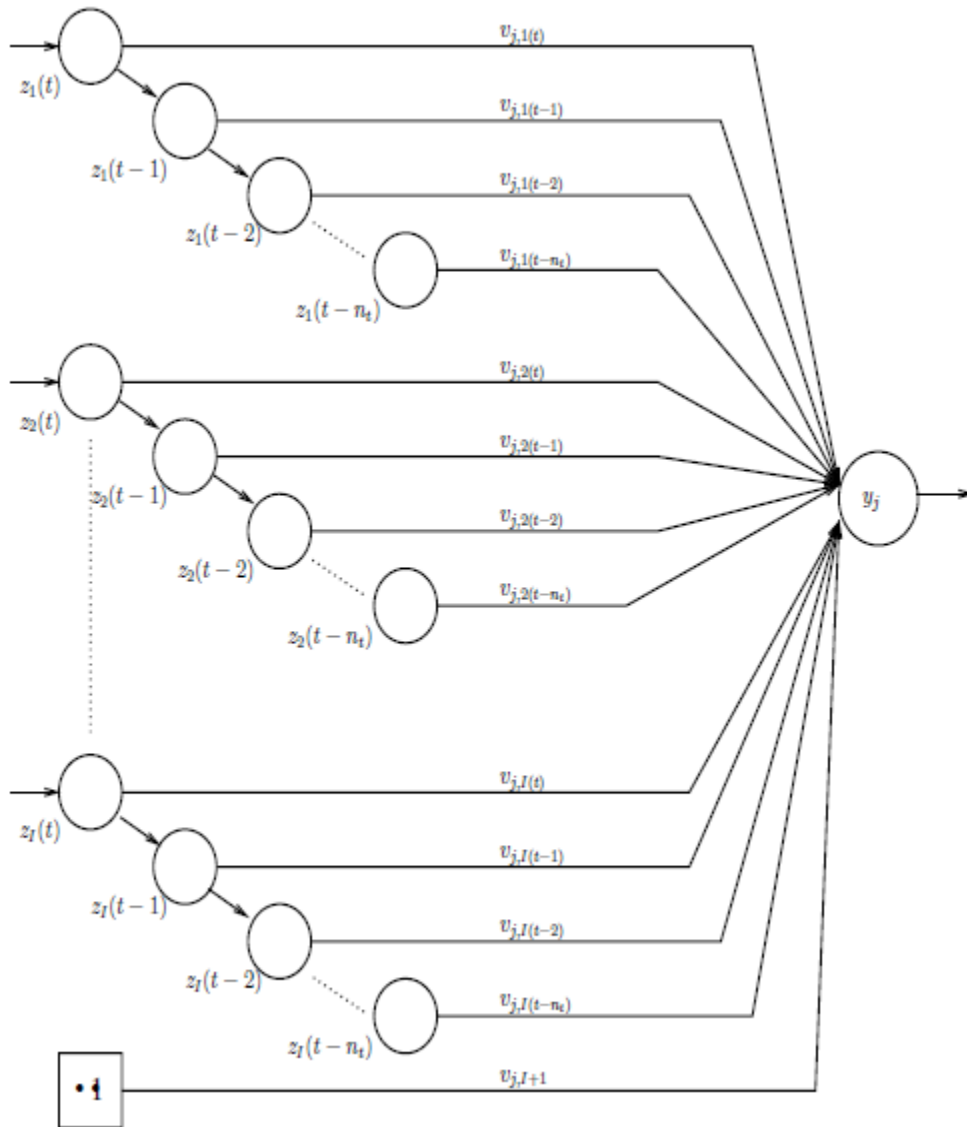 v_{j,1(t)}
z_1(t)
v_{j,1(t−1)}
z_1(t − 1)
v_{j,1(t−2)}
z_1(t − 2)
v_{j,1(t−n_t)}
z_1(t − n_t)
v_{j,2(t)}
z_2(t)
v_{j,2(t−1)}
z_2(t − 1)
y_j
v_{j,2(t−2)}
z_2(t − 2)
v_{j,2(t−n_t)}
z_2(t − n_t)
v_{j,I(t)}
z_I(t)
v_{j,I(t−1)}
z_I(t − 1)
v_{j,I(t−2)}
z_I(t − 2)
v_{j,I(t−n_t)}
z_I(t − n_t)
v_{j,I+1}